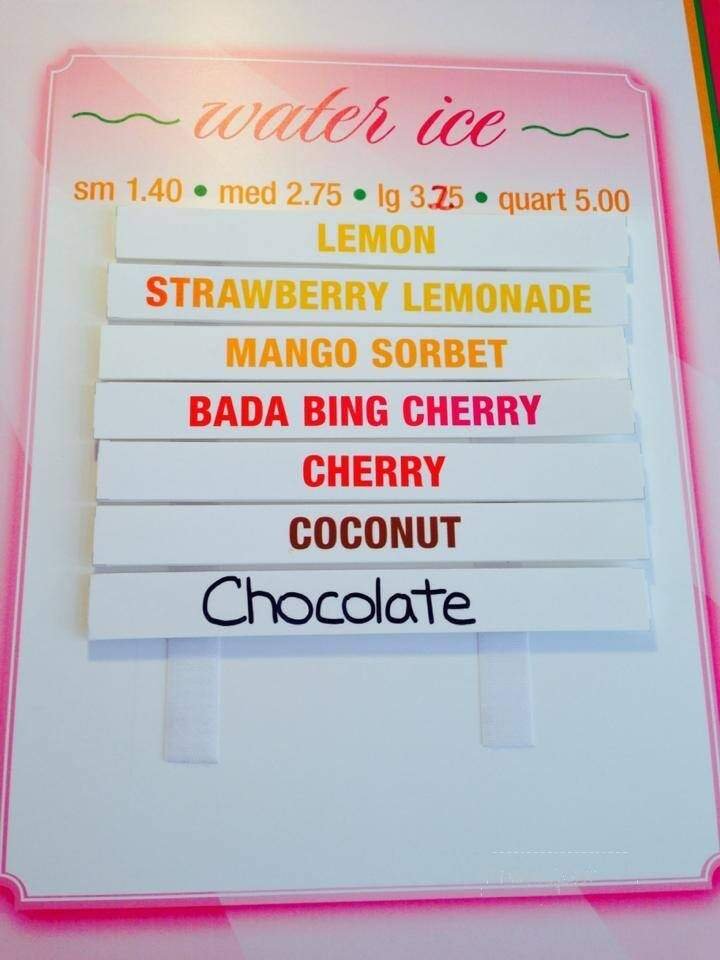 water ice
sm 1.40 • med 2.75 • lg 3.25 • quart 5.00
LEMON
STRAWBERRY LEMONADE
MANGO SORBET
BADA BING CHERRY
CHERRY
COCONUT
Chocolate